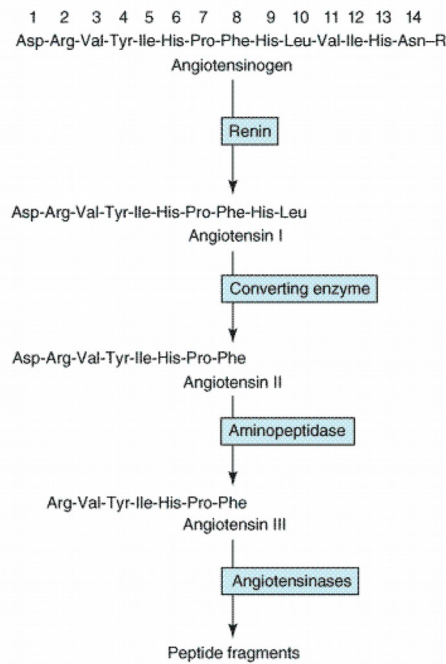 1 2 3 4 5 6 7 8 9 10 11 12 13 14
Asp-Arg-Val-Tyr-Ile-His-Pro-Phe-His-Leu-Val-Ile-His-Asn–R
Angiotensinogen
Renin
Asp-Arg-Val-Tyr-Ile-His-Pro-Phe-His-Leu
Angiotensin I
Converting enzyme
Asp-Arg-Val-Tyr-Ile-His-Pro-Phe
Angiotensin II
Aminopeptidase
Arg-Val-Tyr-Ile-His-Pro-Phe
Angiotensin III
Angiotensinases
Peptide fragments